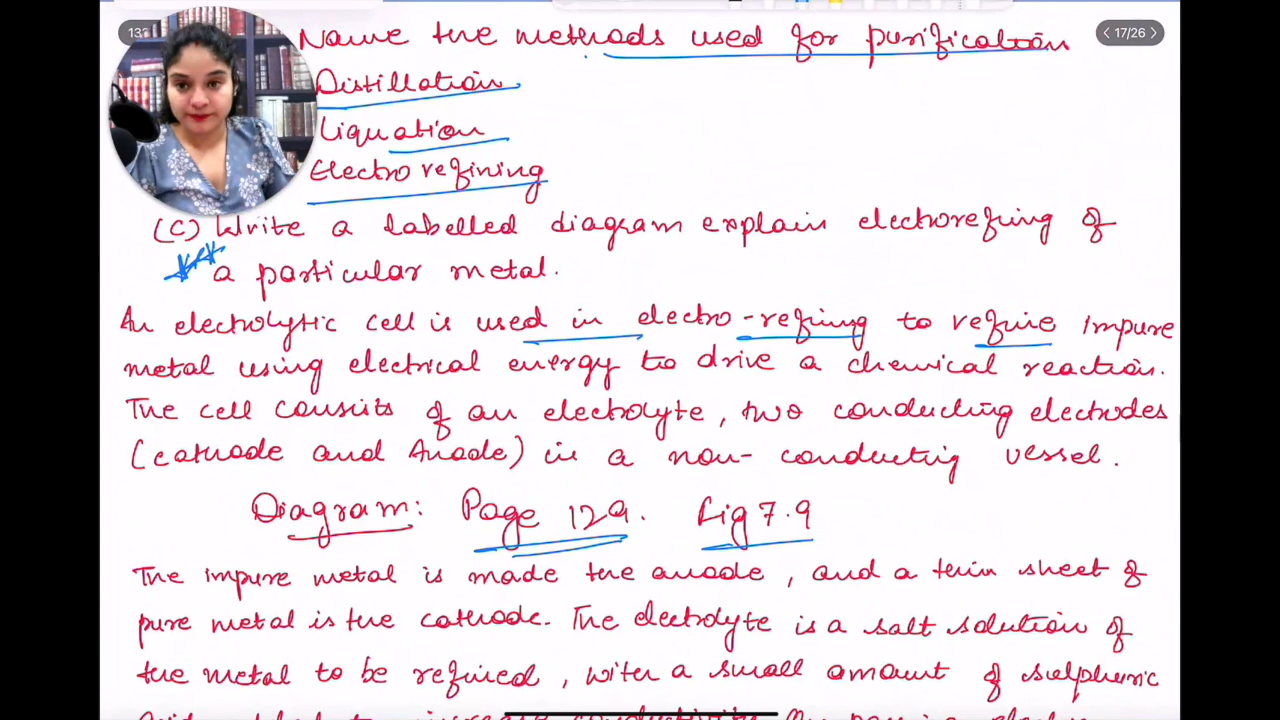 Name the methods used for purification
17/26
Distillation
Liquation
Electro refining
(C) Write a labelled diagram explain electrorefing of
a particular metal.
An electrolytic cell is used in electro-refining to refine impure
metal using electrical energy to drive a chemical reaction.
The cell consists of an electrolyte, two conducting electrodes
(cathode and Anode) in a non-conducting vessel.
Diagram: Page 129. Fig 7.9
The impure metal is made the anode, and a thin sheet of
pure metal is the cathode. The electrolyte is a salt solution of
the metal to be refined, with a small amount of sulphuric
increase conductivity